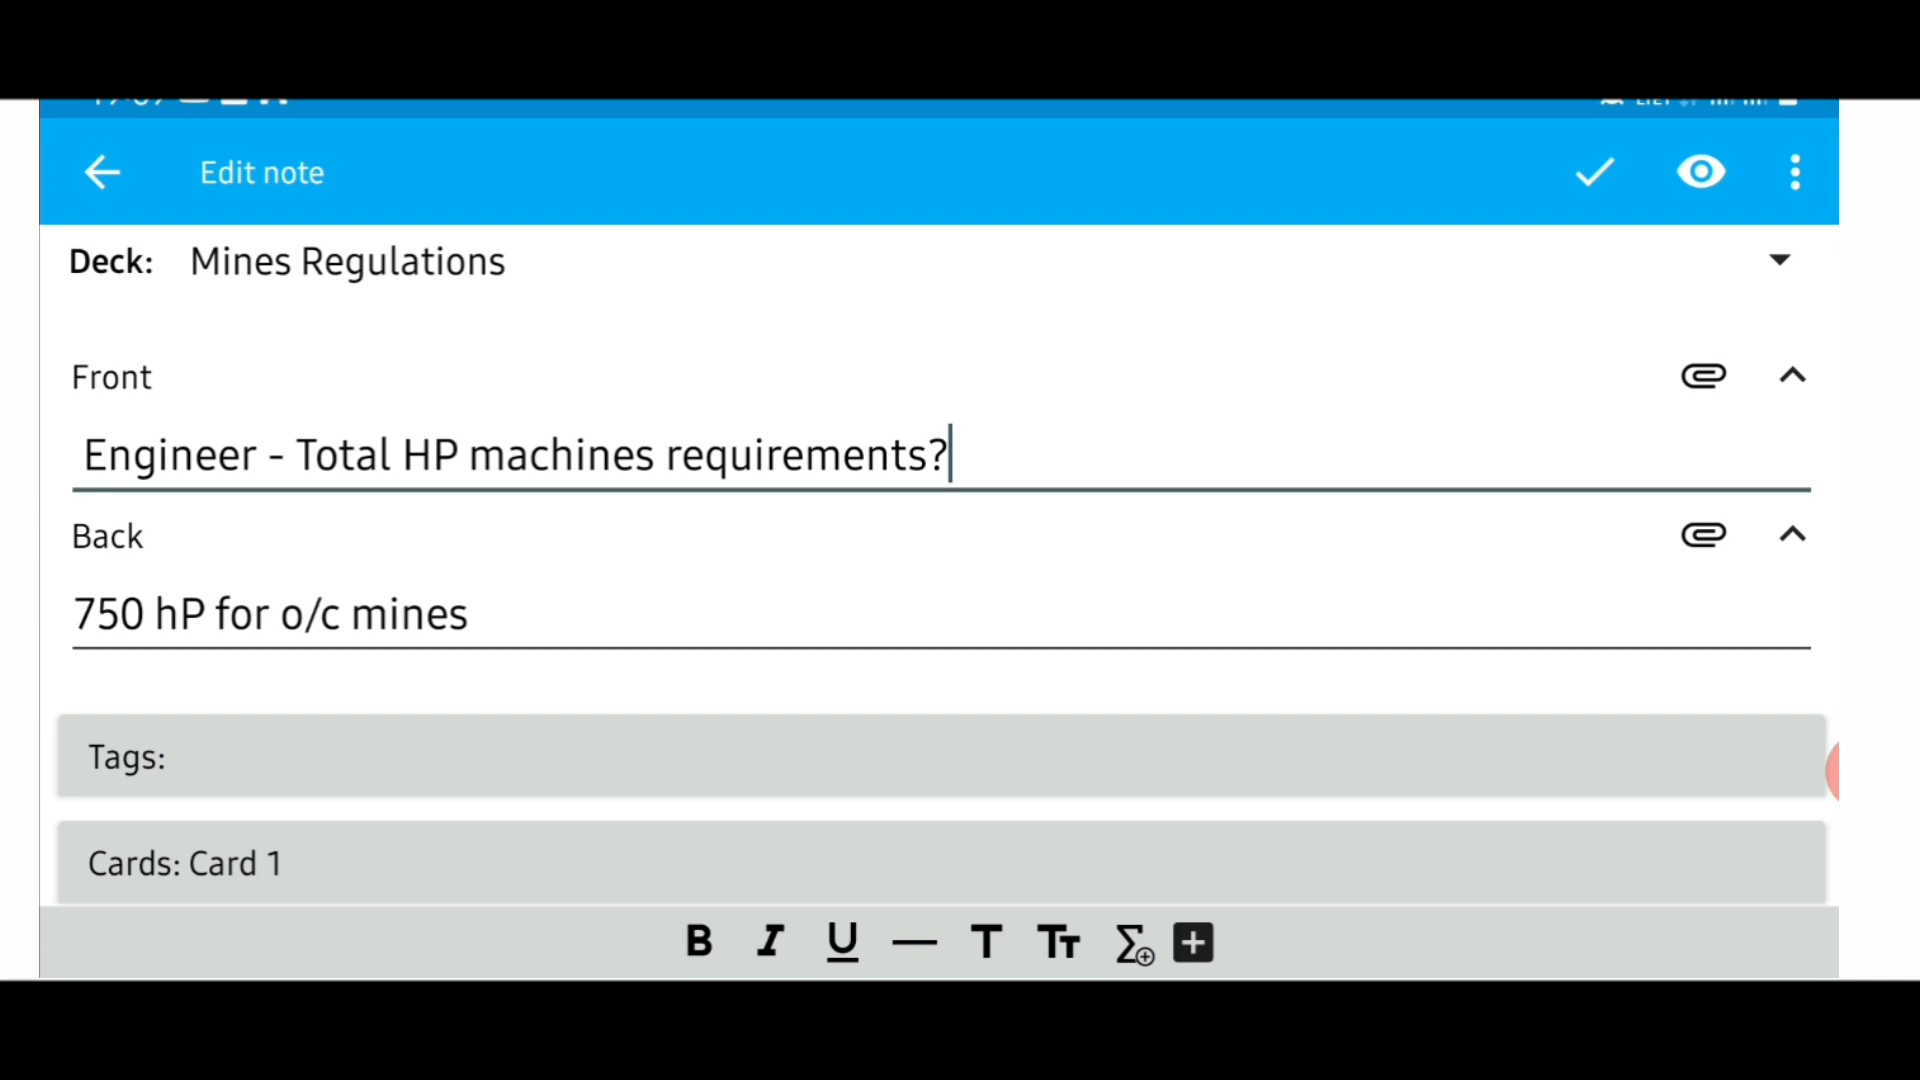 Edit note
Deck: Mines Regulations
Front
Engineer - Total HP machines requirements?
Back
750 hP for o/c mines
Tags:
Cards: Card 1
B I U — T TT